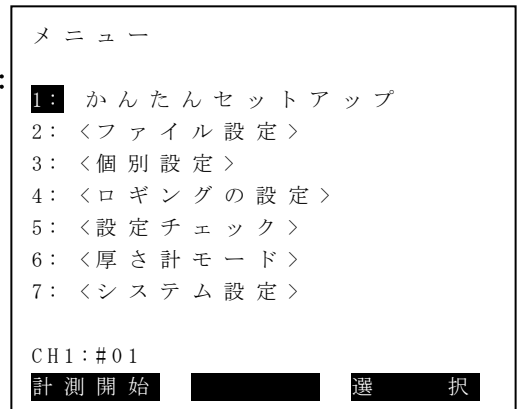 メニュー
:
1: かんたんセットアップ
2: <ファイル設定>
3: <個別設定>
4: <ロギングの設定>
5: <設定チェック>
6: <厚さ計モード>
7: <システム設定>
CH1:#01
計測開始 選 択